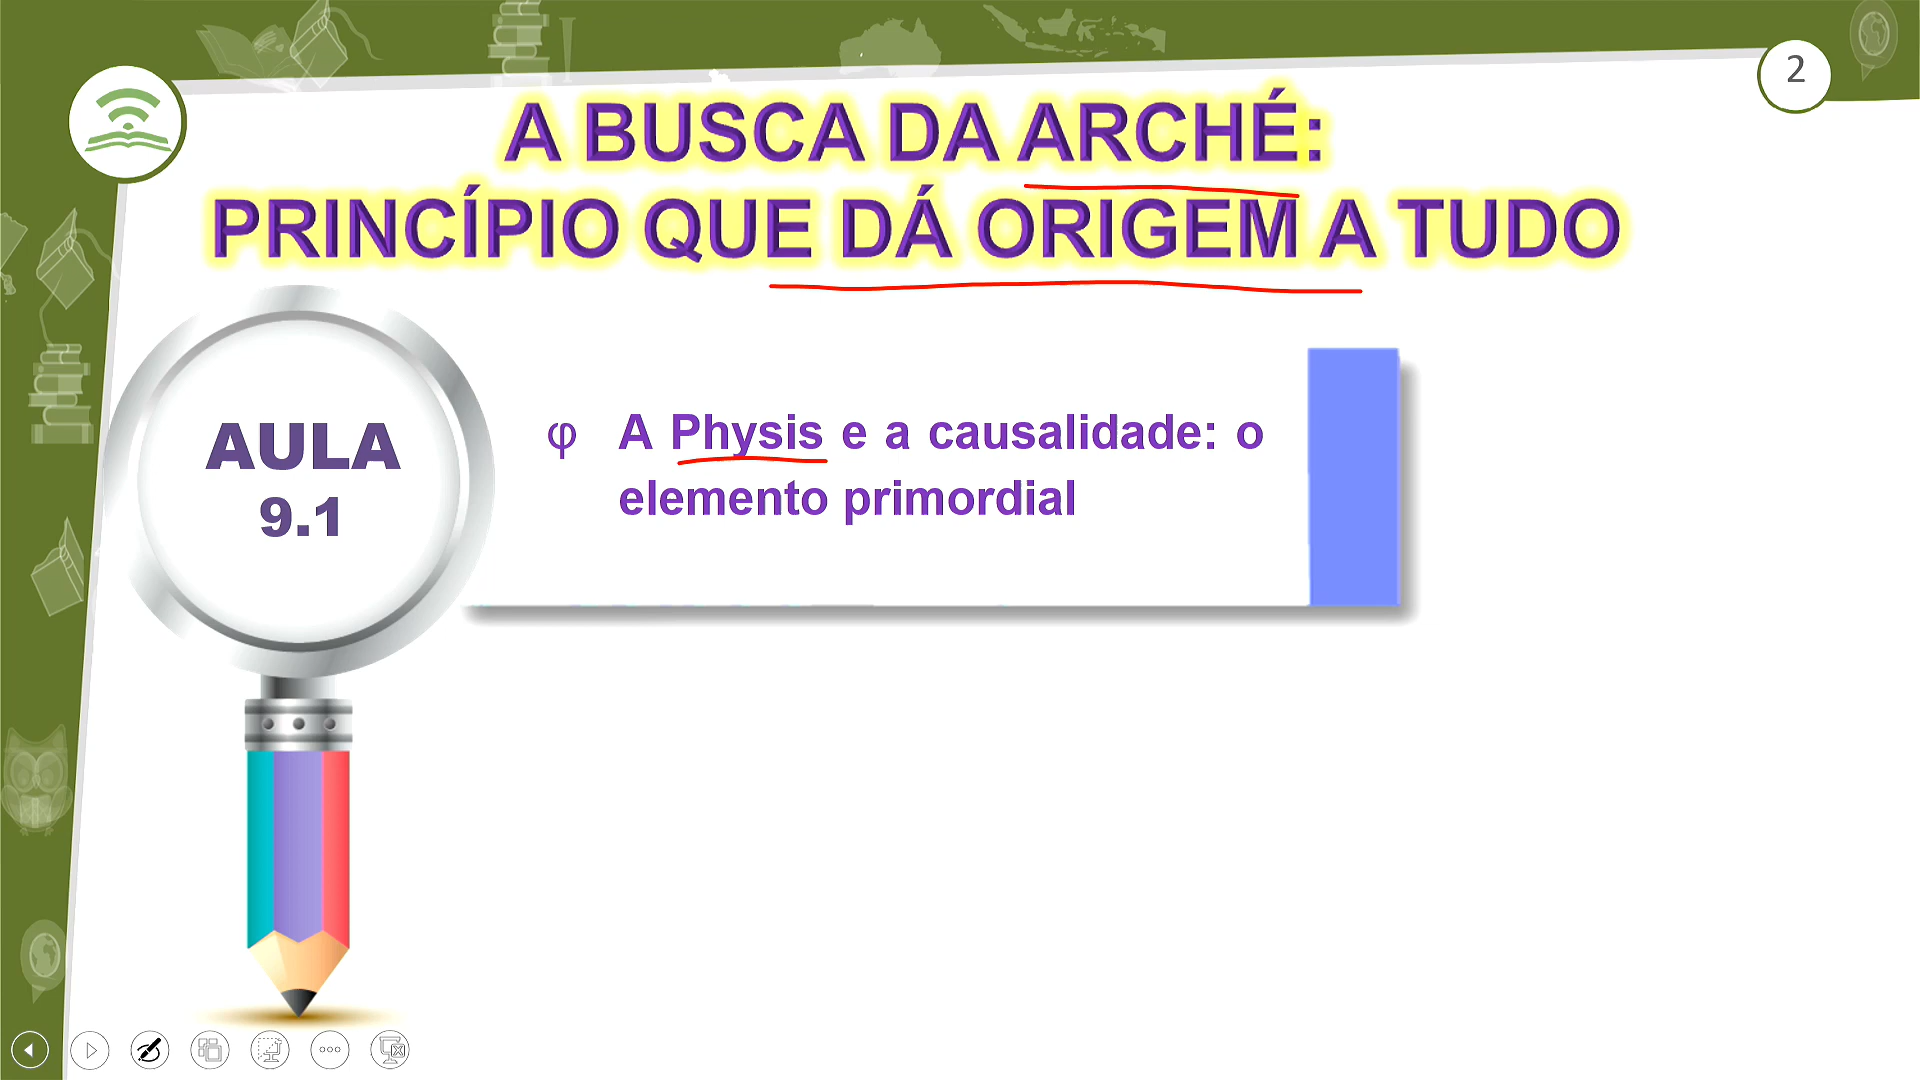 2
A BUSCA DA ARCHÉ:
PRINCÍPIO QUE DÁ ORIGEM A TUDO
AULA
9.1
φ A Physis e a causalidade: o
elemento primordial